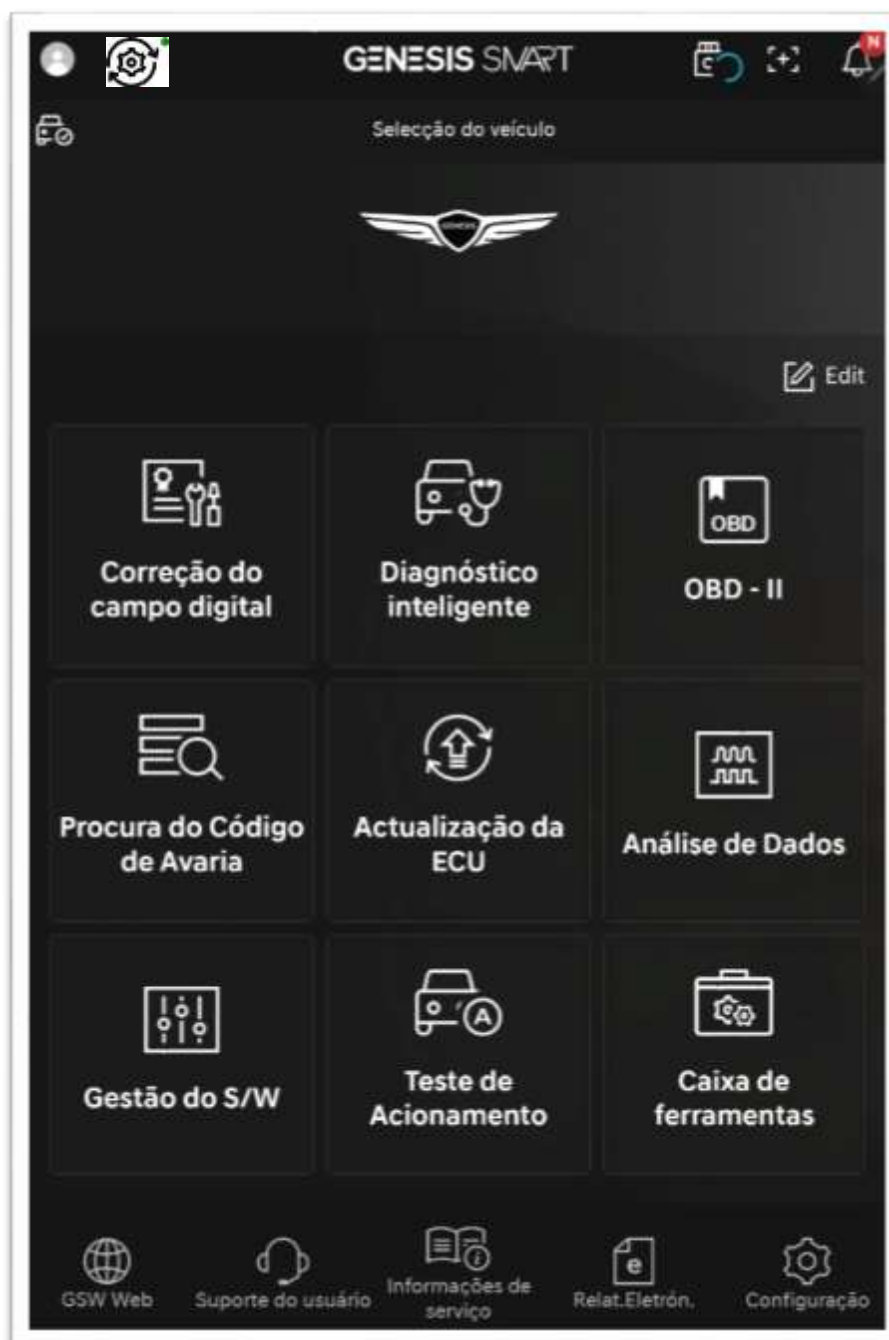 GENESIS SMART
C
N
Selecção do veículo
GENESIS
Edit
Correção do
campo digital
Diagnóstico
inteligente
OBD
OBD - II
Procura do Código
de Avaria
Actualização da
ECU
Análise de Dados
Gestão do S/W
A
Teste de
Acionamento
Caixa de
ferramentas
GSW Web
Suporte do usuário
i
Informações de
serviço
e
Relat.Eletrón.
Configuração